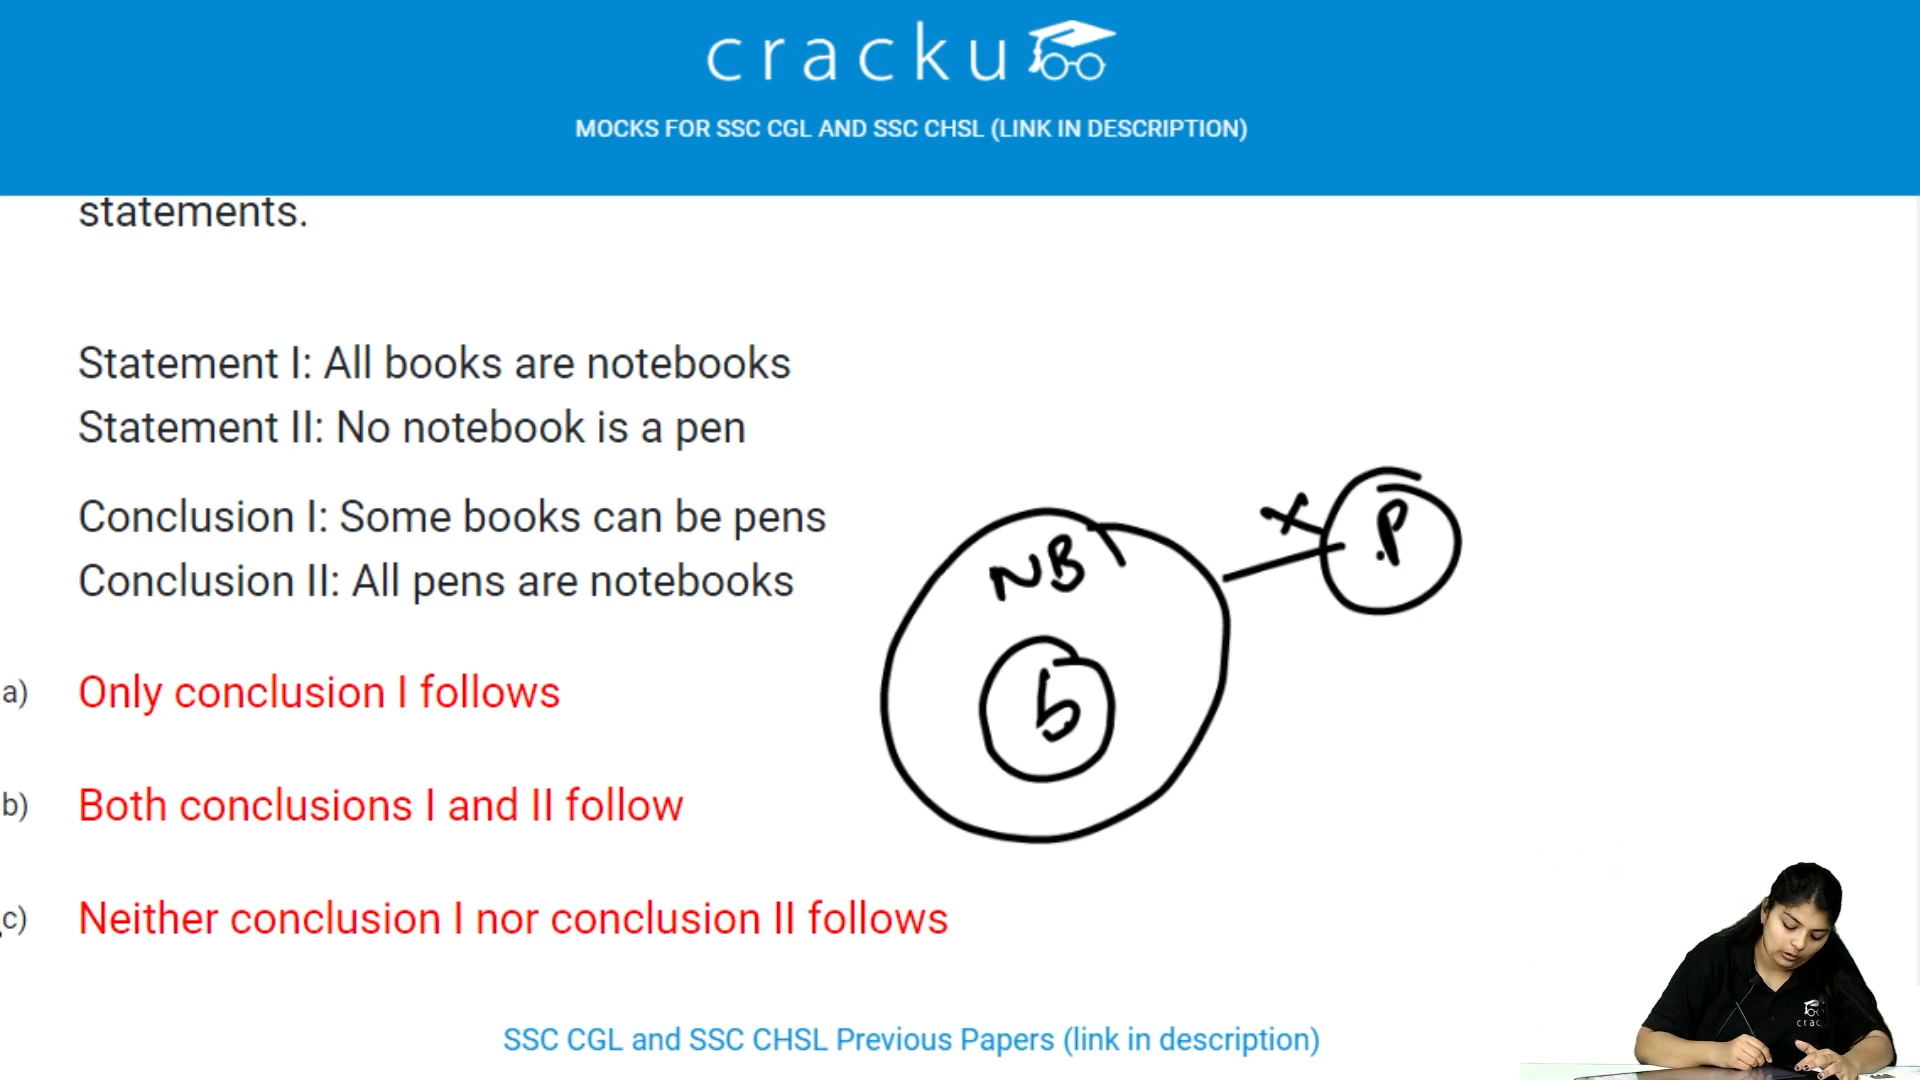 cracku
MOCKS FOR SSC CGL AND SSC CHSL (LINK IN DESCRIPTION)
statements.
Statement I: All books are notebooks
Statement II: No notebook is a pen
Conclusion I: Some books can be pens
Conclusion II: All pens are notebooks
a) Only conclusion I follows
b) Both conclusions I and II follow
c) Neither conclusion I nor conclusion II follows
NB
b
P
x
SSC CGL and SSC CHSL Previous Papers (link in description)